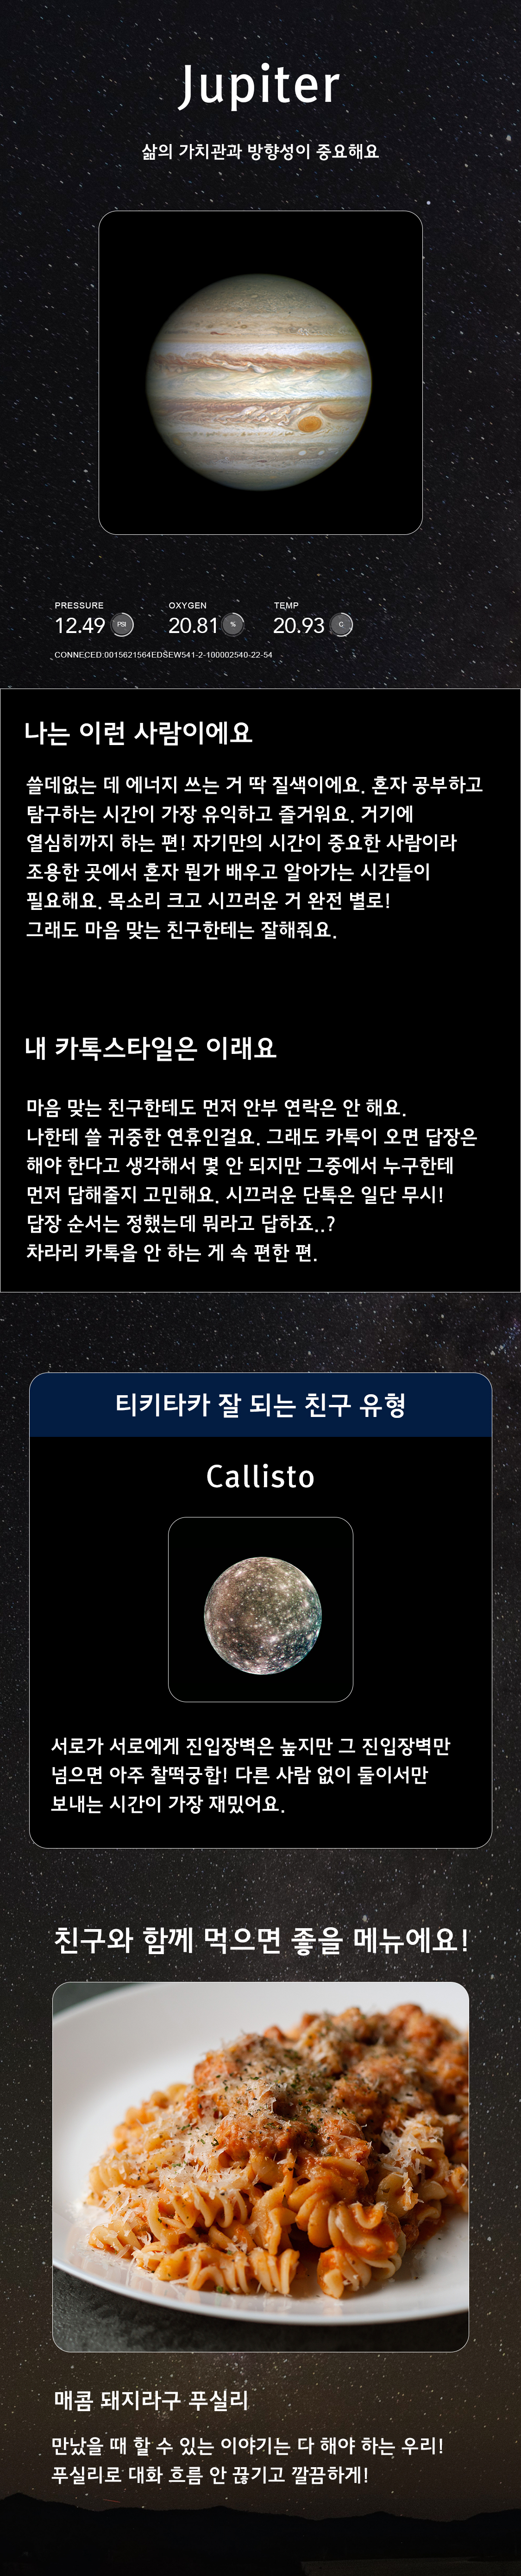 Jupiter
삶의 가치관과 방향성이 중요해요
PRESSURE OXYGEN TEMP
12.49 PSI 20.81 % 20.93 C
CONNECED:0015621564EDSEW541-2-100002540-22-54
나는 이런 사람이에요
쓸데없는 데 에너지 쓰는 거 딱 질색이에요. 혼자 공부하고
탐구하는 시간이 가장 유익하고 즐거워요. 거기에
열심히까지 하는 편! 자기만의 시간이 중요한 사람이라
조용한 곳에서 혼자 뭔가 배우고 알아가는 시간들이
필요해요. 목소리 크고 시끄러운 거 완전 별로!
그래도 마음 맞는 친구한테는 잘해줘요.
내 카톡스타일은 이래요
마음 맞는 친구한테도 먼저 안부 연락은 안 해요.
나한테 쓸 귀중한 연휴인걸요. 그래도 카톡이 오면 답장은
해야 한다고 생각해서 몇 안 되지만 그중에서 누구한테
먼저 답해줄지 고민해요. 시끄러운 단톡은 일단 무시!
답장 순서는 정했는데 뭐라고 답하죠..?
차라리 카톡을 안 하는 게 속 편한 편.
티키타카 잘 되는 친구 유형
Callisto
서로가 서로에게 진입장벽은 높지만 그 진입장벽만
넘으면 아주 찰떡궁합! 다른 사람 없이 둘이서만
보내는 시간이 가장 재밌어요.
친구와 함께 먹으면 좋을 메뉴에요!
매콤 돼지라구 푸실리
만났을 때 할 수 있는 이야기는 다 해야 하는 우리!
푸실리로 대화 흐름 안 끊기고 깔끔하게!